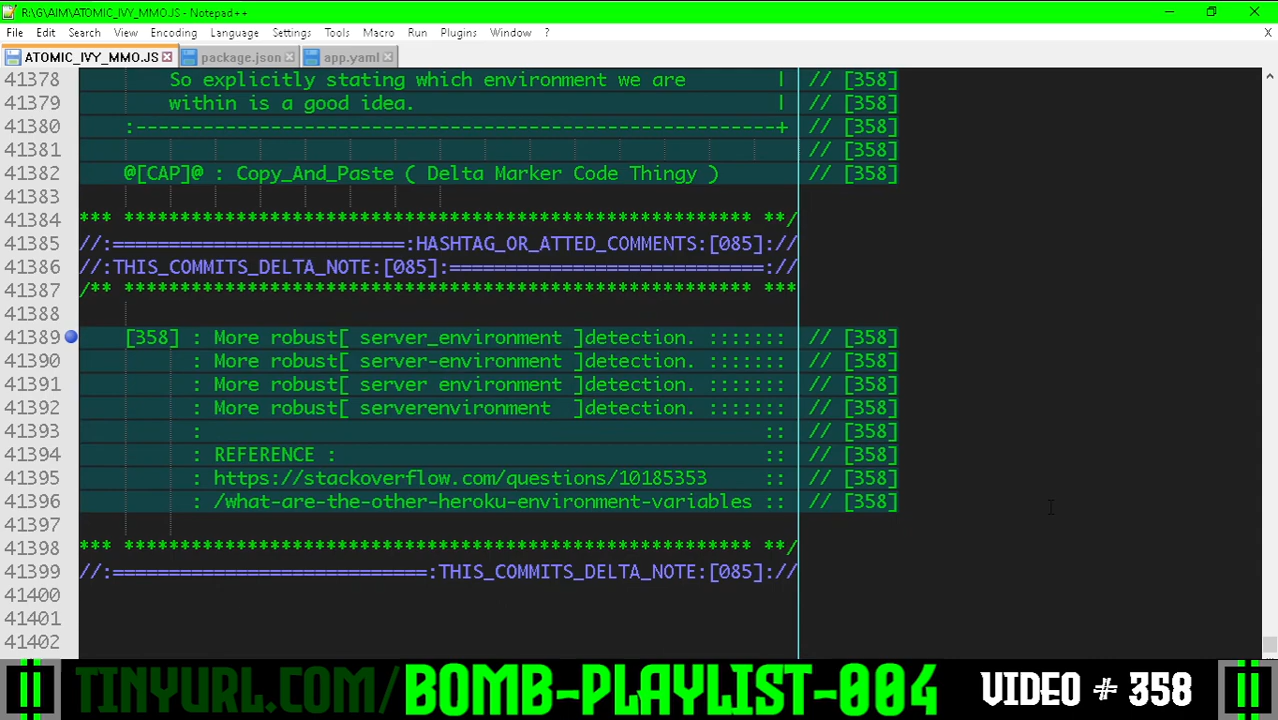 R:\G\AIM\ATOMIC_IVY_MMO.JS - Notepad++
File Edit Search View Encoding Language Settings Tools Macro Run Plugins Window ? X
ATOMIC_IVY_MMO.JS package.json app.yaml
41378 So explicitly stating which environment we are | // [358]
41379 within is a good idea. | // [358]
41380 :---------------------------------------------------------+ // [358]
41381 // [358]
41382 @[CAP]@ : Copy_And_Paste ( Delta Marker Code Thingy ) // [358]
41383
41384 *** ******************************************************** **/
41385 //:==========================:HASHTAG_OR_ATTED_COMMENTS:[085]://
41386 //:THIS_COMMITS_DELTA_NOTE:[085]:============================://
41387 /** ******************************************************** ***
41388
41389 [358] : More robust[ server_environment ]detection. ::::::: // [358]
41390 : More robust[ server-environment ]detection. ::::::: // [358]
41391 : More robust[ server environment ]detection. ::::::: // [358]
41392 : More robust[ serverenvironment  ]detection. ::::::: // [358]
41393 : :: // [358]
41394 : REFERENCE : :: // [358]
41395 : https://stackoverflow.com/questions/10185353 :: // [358]
41396 : /what-are-the-other-heroku-environment-variables :: // [358]
41397
41398 *** ******************************************************** **/
41399 //:============================:THIS_COMMITS_DELTA_NOTE:[085]://
41400
41401
41402
TINYURL.COM/BOMB-PLAYLIST-004 VIDEO # 358